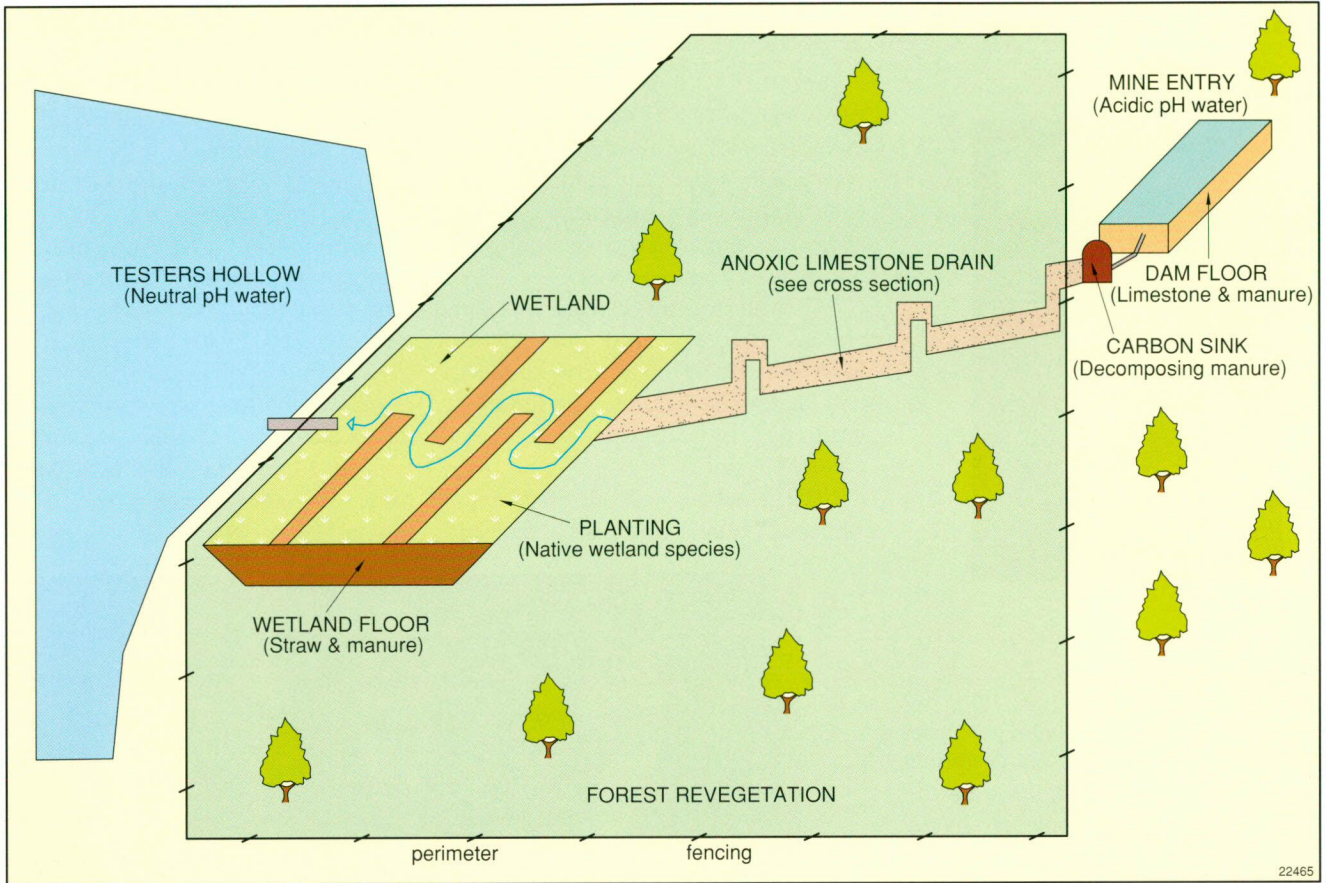 MINE ENTRY
(Acidic pH water)
TESTERS HOLLOW
(Neutral pH water)
ANOXIC LIMESTONE DRAIN
(see cross section)
DAM FLOOR
(Limestone & manure)
WETLAND
CARBON SINK
(Decomposing manure)
PLANTING
(Native wetland species)
WETLAND FLOOR
(Straw & manure)
FOREST REVEGETATION
perimeter fencing
22465